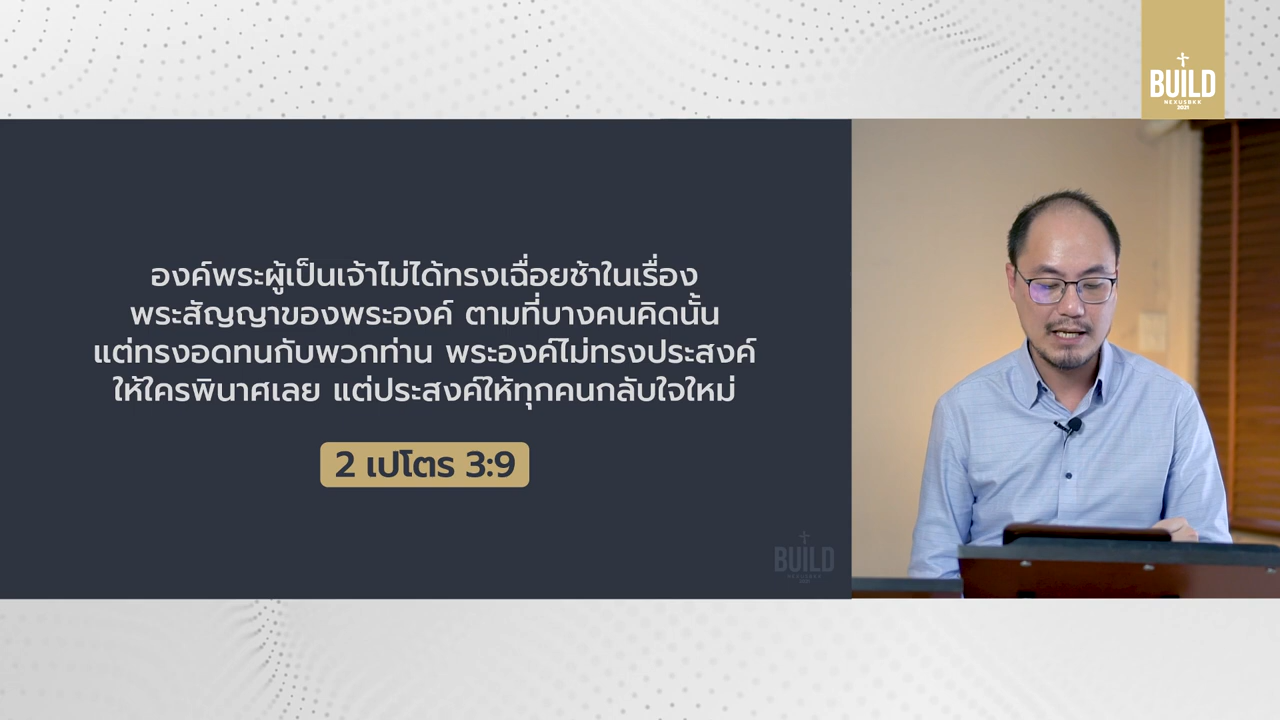 BUILD
NEXUSBKK
2021
องค์พระผู้เป็นเจ้าไม่ได้ทรงเฉื่อยช้าในเรื่อง
พระสัญญาของพระองค์ ตามที่บางคนคิดนั้น
แต่ทรงอดทนกับพวกท่าน พระองค์ไม่ทรงประสงค์
ให้ใครพินาศเลย แต่ประสงค์ให้ทุกคนกลับใจใหม่
2 เปโตร 3:9
BUILD
NEXUSBKK
2021